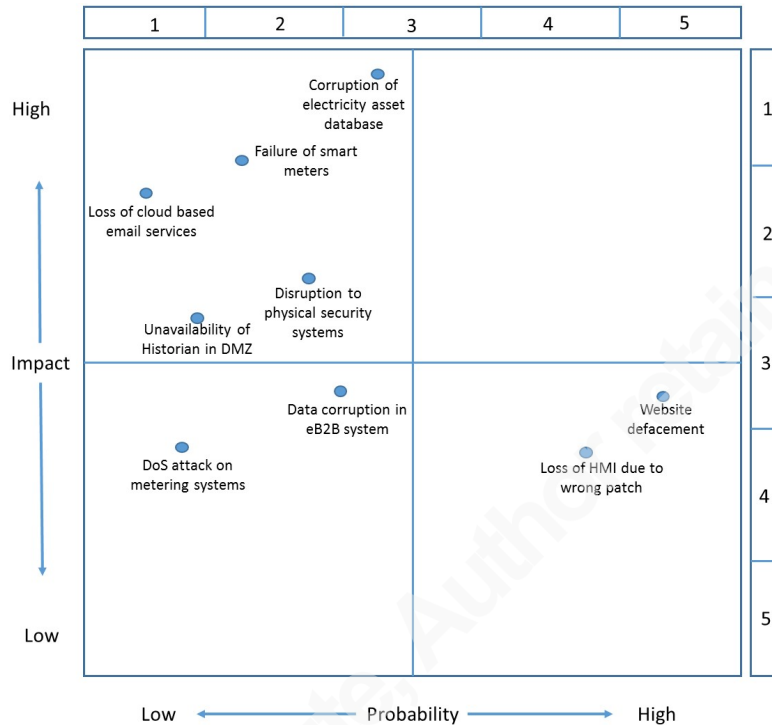 1 2 3 4 5
High
Corruption of
electricity asset
database
1
Failure of smart
meters
Loss of cloud based
email services
2
Disruption to
physical security
systems
Unavailability of
Historian in DMZ
Impact
3
Data corruption in
eB2B system
Website
defacement
DoS attack on
metering systems
Loss of HMI due to
wrong patch
4
5
Low
Low Probability High
te, Author retain